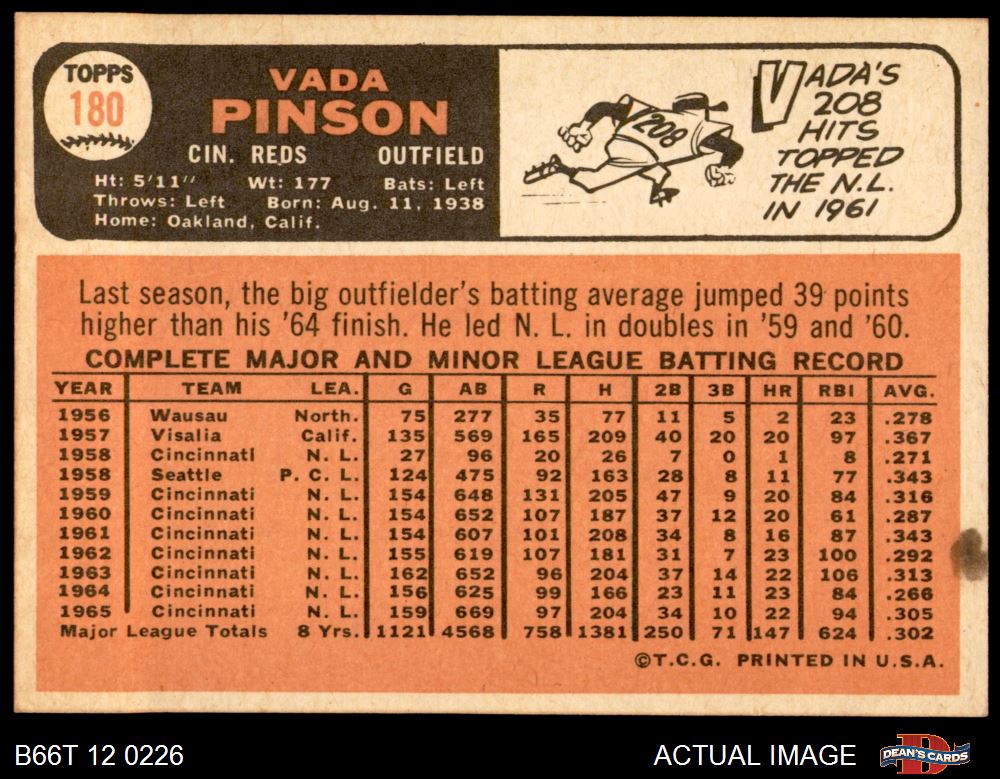 TOPPS
180
VADA
PINSON
CIN. REDS OUTFIELD
Ht: 5'11" Wt: 177 Bats: Left
Throws: Left Born: Aug. 11, 1938
Home: Oakland, Calif.
208
VADA'S
208
HITS
TOPPED
THE N.L.
IN 1961
Last season, the big outfielder's batting average jumped 39 points
higher than his '64 finish. He led N. L. in doubles in '59 and '60.
COMPLETE MAJOR AND MINOR LEAGUE BATTING RECORD
YEAR TEAM LEA. G AB R H 2B 3B HR RBI AVG.
1956 Wausau North. 75 277 35 77 11 5 2 23 .278
1957 Visalia Calif. 135 569 165 209 40 20 20 97 .367
1958 Cincinnati N. L. 27 96 20 26 7 0 1 8 .271
1958 Seattle P. C. L. 124 475 92 163 28 8 11 77 .343
1959 Cincinnati N. L. 154 648 131 205 47 9 20 84 .316
1960 Cincinnati N. L. 154 652 107 187 37 12 20 61 .287
1961 Cincinnati N. L. 154 607 101 208 34 8 16 87 .343
1962 Cincinnati N. L. 155 619 107 181 31 7 23 100 .292
1963 Cincinnati N. L. 162 652 96 204 37 14 22 106 .313
1964 Cincinnati N. L. 156 625 99 166 23 11 23 84 .266
1965 Cincinnati N. L. 159 669 97 204 34 10 22 94 .305
Major League Totals 8 Yrs. 1121 4568 758 1381 250 71 147 624 .302
©T.C.G. PRINTED IN U.S.A.
B66T 12 0226 ACTUAL IMAGE DEAN'S CARDS